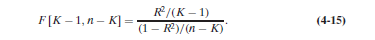 F[K − 1, n − K] = R²/(K − 1) / (1 − R²)/(n − K). (4-15)